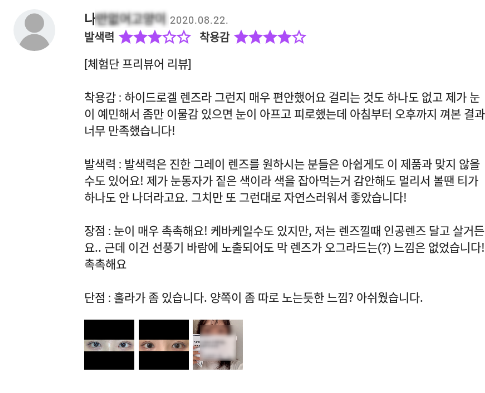 나
2020.08.22.
발색력 ★★★☆☆ 착용감 ★★★★☆
[체험단 프리뷰어 리뷰]
착용감 : 하이드로겔 렌즈라 그런지 매우 편안했어요 걸리는 것도 하나도 없고 제가 눈
이 예민해서 좀만 이물감 있으면 눈이 아프고 피로했는데 아침부터 오후까지 껴본 결과
너무 만족했습니다!
발색력 : 발색력은 진한 그레이 렌즈를 원하시는 분들은 아쉽게도 이 제품과 맞지 않을
수도 있어요! 제가 눈동자가 짙은 색이라 색을 잡아먹는거 감안해도 멀리서 볼땐 티가
하나도 안 나더라고요. 그치만 또 그런대로 자연스러워서 좋았습니다!
장점 : 눈이 매우 촉촉해요! 케바케일수도 있지만, 저는 렌즈낄때 인공렌즈 달고 살거든
요.. 근데 이건 선풍기 바람에 노출되어도 막 렌즈가 오그라드는(?) 느낌은 없었습니다!
촉촉해요
단점 : 훌라가 좀 있습니다. 양쪽이 좀 따로 노는듯한 느낌? 아쉬웠습니다.